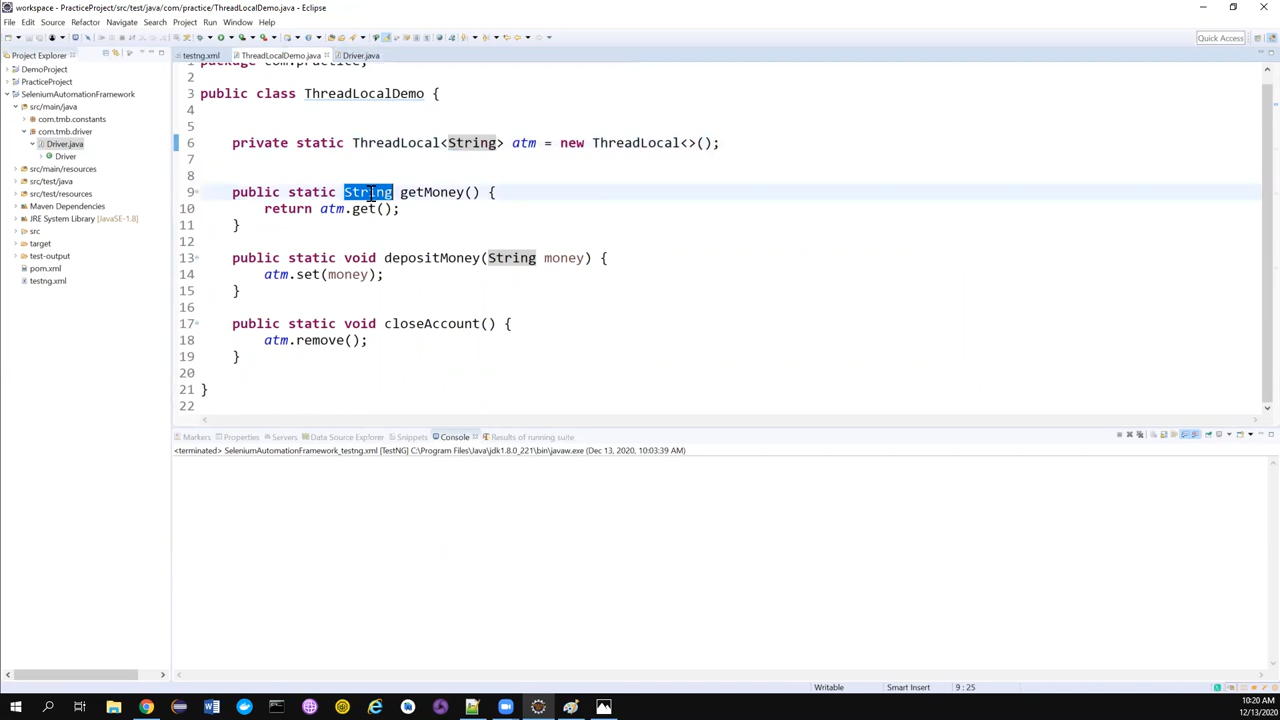 workspace - PracticeProject/src/test/java/com/practice/ThreadLocalDemo.java - Eclipse
File Edit Source Refactor Navigate Search Project Run Window Help
Quick Access
Project Explorer
testng.xml ThreadLocalDemo.java Driver.java
DemoProject
PracticeProject
SeleniumAutomationFramework
src/main/java
com.tmb.constants
com.tmb.driver
Driver.java
Driver
src/main/resources
src/test/java
src/test/resources
Maven Dependencies
JRE System Library [JavaSE-1.8]
src
target
test-output
pom.xml
testng.xml
1 package com.practice;
2
3 public class ThreadLocalDemo {
4
5
6 private static ThreadLocal<String> atm = new ThreadLocal<>();
7
8
9 public static String getMoney() {
10 return atm.get();
11 }
12
13 public static void depositMoney(String money) {
14 atm.set(money);
15 }
16
17 public static void closeAccount() {
18 atm.remove();
19 }
20
21 }
22
Markers Properties Servers Data Source Explorer Snippets Console Results of running suite
<terminated> SeleniumAutomationFramework_testng.xml [TestNG] C:\Program Files\Java\jdk1.8.0_221\bin\javaw.exe (Dec 13, 2020, 10:03:39 AM)
Writable Smart Insert 9 : 25
10:20 AM
12/13/2020